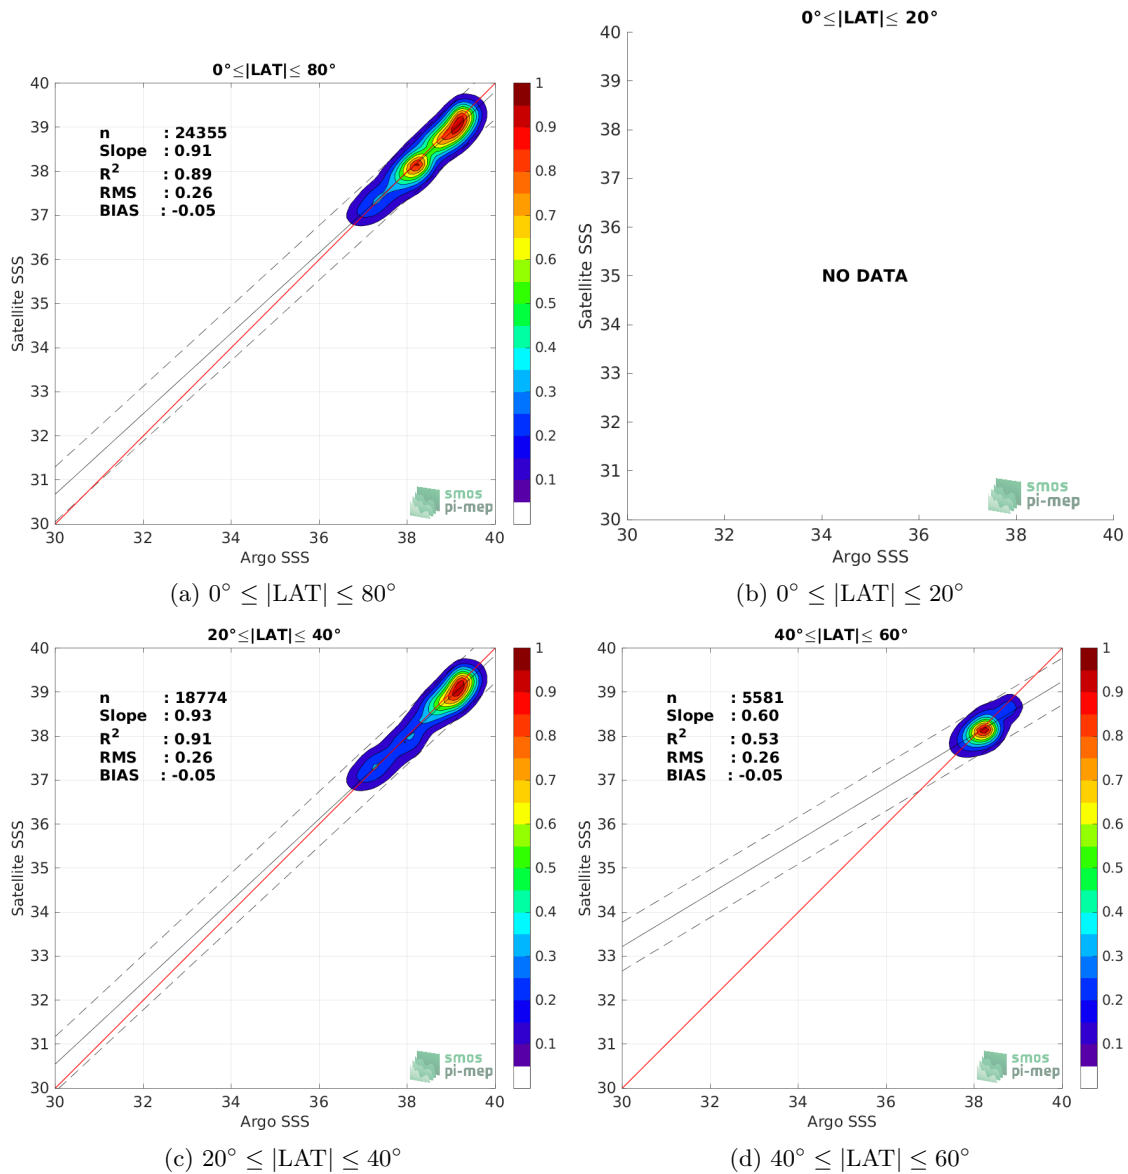 0°≤|LAT|≤ 80°
40
39
38
37
36
35
34
33
32
31
30
Satellite SSS
n : 24355
Slope : 0.91
R² : 0.89
RMS : 0.26
BIAS : -0.05
1
0.9
0.8
0.7
0.6
0.5
0.4
0.3
0.2
0.1
smos
pi-mep
30 32 34 36 38 40
Argo SSS
(a) 0° ≤ |LAT| ≤ 80°
0°≤|LAT|≤ 20°
40
39
38
37
36
35
34
33
32
31
30
Satellite SSS
NO DATA
smos
pi-mep
30 32 34 36 38 40
Argo SSS
(b) 0° ≤ |LAT| ≤ 20°
20°≤|LAT|≤ 40°
40
39
38
37
36
35
34
33
32
31
30
Satellite SSS
n : 18774
Slope : 0.93
R² : 0.91
RMS : 0.26
BIAS : -0.05
1
0.9
0.8
0.7
0.6
0.5
0.4
0.3
0.2
0.1
smos
pi-mep
30 32 34 36 38 40
Argo SSS
(c) 20° ≤ |LAT| ≤ 40°
40°≤|LAT|≤ 60°
40
39
38
37
36
35
34
33
32
31
30
Satellite SSS
n : 5581
Slope : 0.60
R² : 0.53
RMS : 0.26
BIAS : -0.05
1
0.9
0.8
0.7
0.6
0.5
0.4
0.3
0.2
0.1
smos
pi-mep
30 32 34 36 38 40
Argo SSS
(d) 40° ≤ |LAT| ≤ 60°